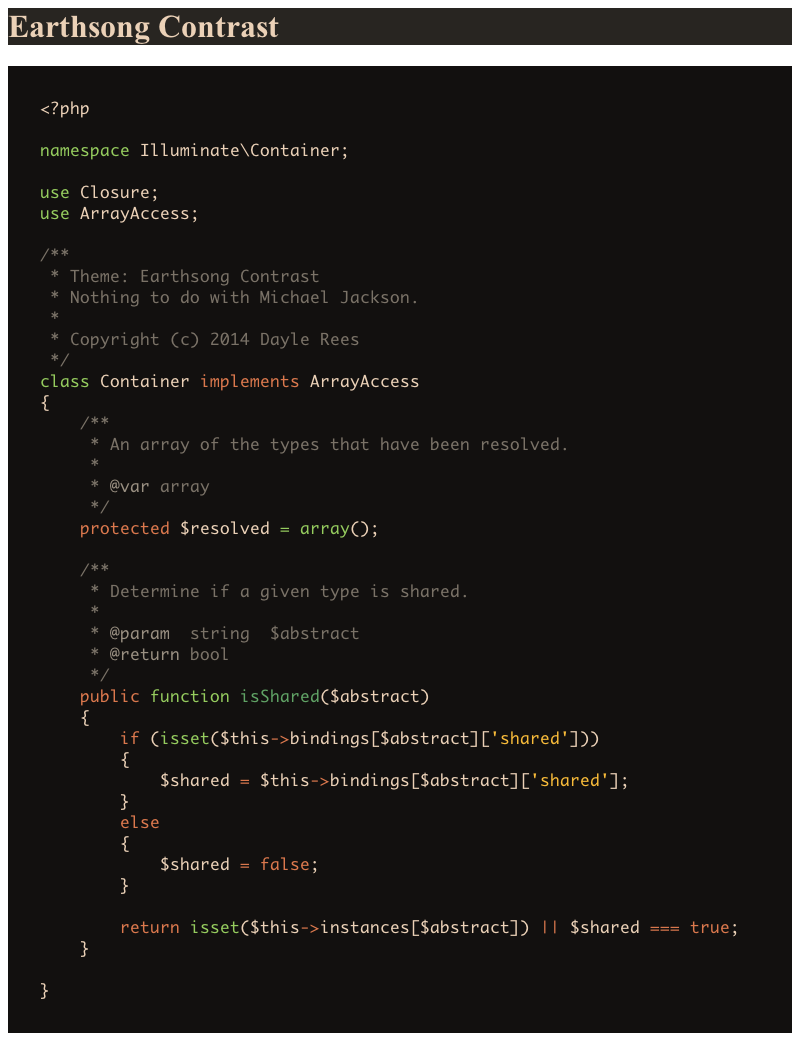 Earthsong Contrast
<?php
namespace Illuminate\Container;
use Closure;
use ArrayAccess;
/**
 * Theme: Earthsong Contrast
 * Nothing to do with Michael Jackson.
 *
 * Copyright (c) 2014 Dayle Rees
 */
class Container implements ArrayAccess
{
    /**
     * An array of the types that have been resolved.
     *
     * @var array
     */
    protected $resolved = array();
    /**
     * Determine if a given type is shared.
     *
     * @param  string  $abstract
     * @return bool
     */
    public function isShared($abstract)
    {
        if (isset($this->bindings[$abstract]['shared']))
        {
            $shared = $this->bindings[$abstract]['shared'];
        }
        else
        {
            $shared = false;
        }
        return isset($this->instances[$abstract]) || $shared === true;
    }
}